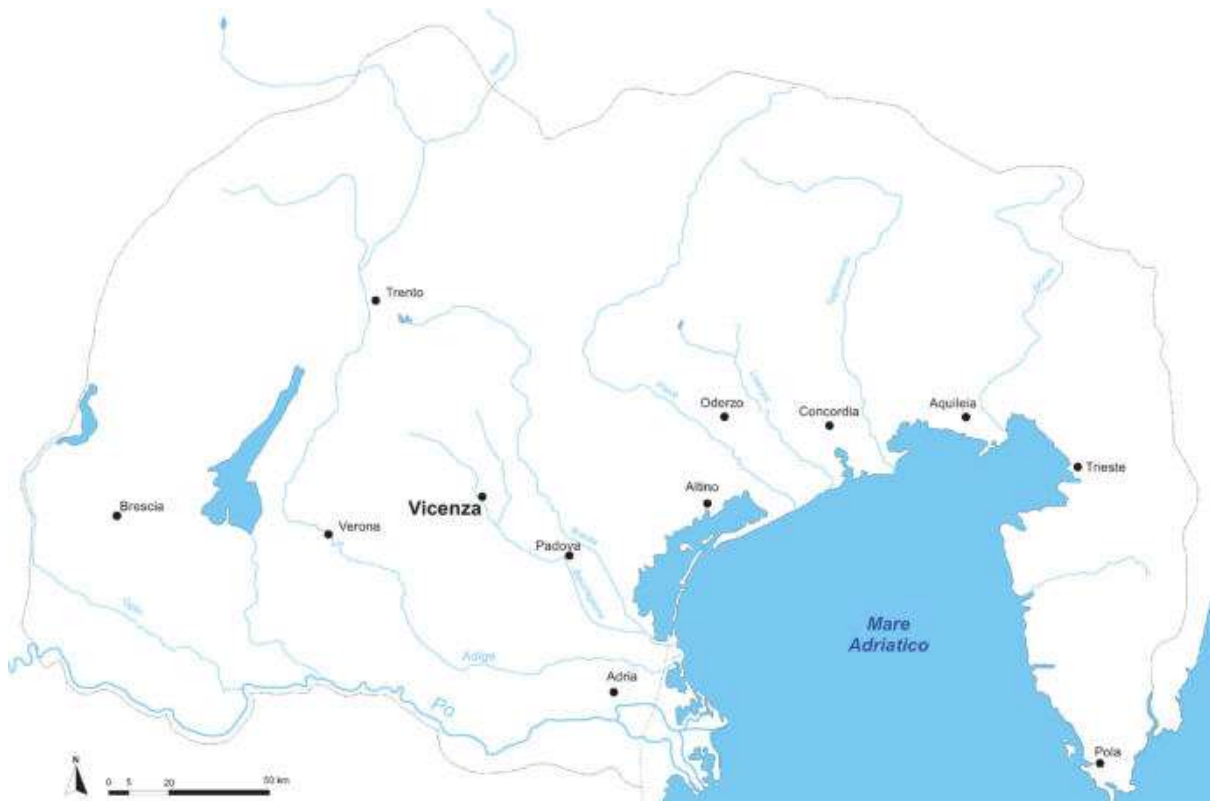 Trento
Oderzo
Concordia
Aquileia
Trieste
Altino
Vicenza
Brescia
Verona
Padova
Mare
Adriatico
Adige
Adria
Po
Pola
N
0 5 20 50 km